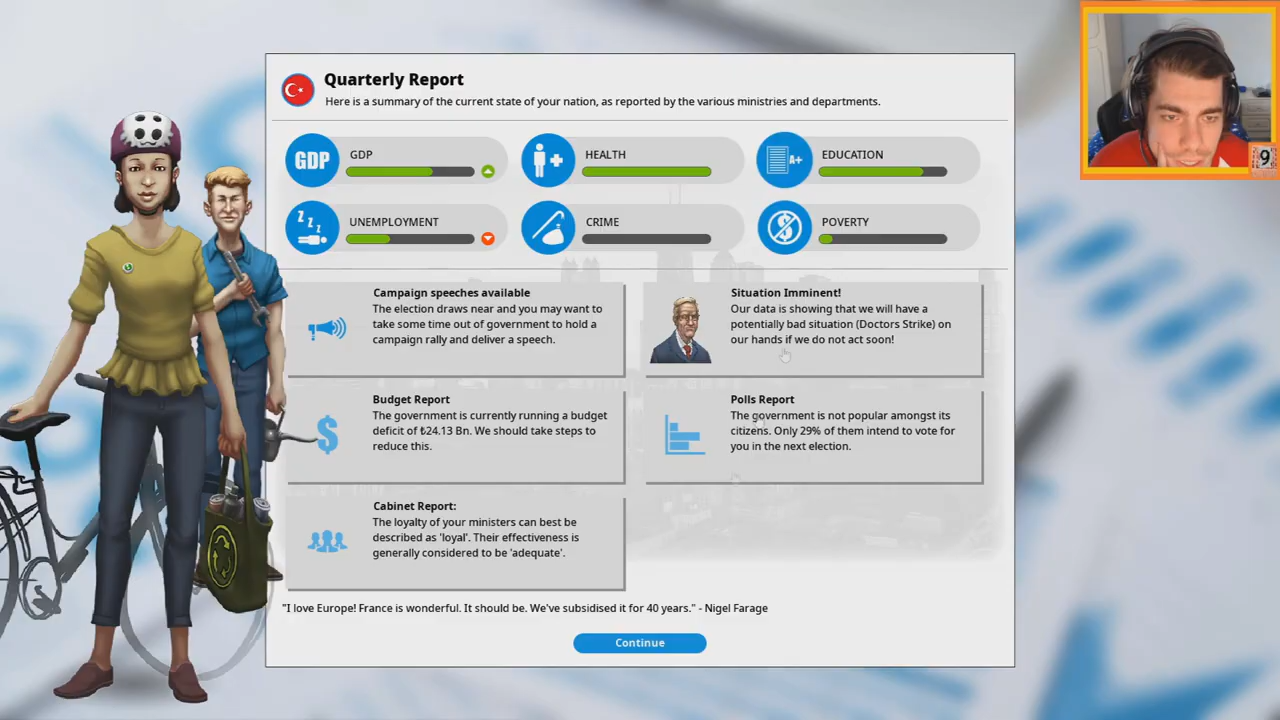 Quarterly Report
Here is a summary of the current state of your nation, as reported by the various ministries and departments.
GDP
GDP
HEALTH
A+
EDUCATION
Z Z Z
UNEMPLOYMENT
CRIME
$
POVERTY
Campaign speeches available
The election draws near and you may want to
take some time out of government to hold a
campaign rally and deliver a speech.
Situation Imminent!
Our data is showing that we will have a
potentially bad situation (Doctors Strike) on
our hands if we do not act soon!
Budget Report
The government is currently running a budget
deficit of ₺24.13 Bn. We should take steps to
reduce this.
$
Polls Report
The government is not popular amongst its
citizens. Only 29% of them intend to vote for
you in the next election.
Cabinet Report:
The loyalty of your ministers can best be
described as 'loyal'. Their effectiveness is
generally considered to be 'adequate'.
"I love Europe! France is wonderful. It should be. We've subsidised it for 40 years." - Nigel Farage
Continue
9